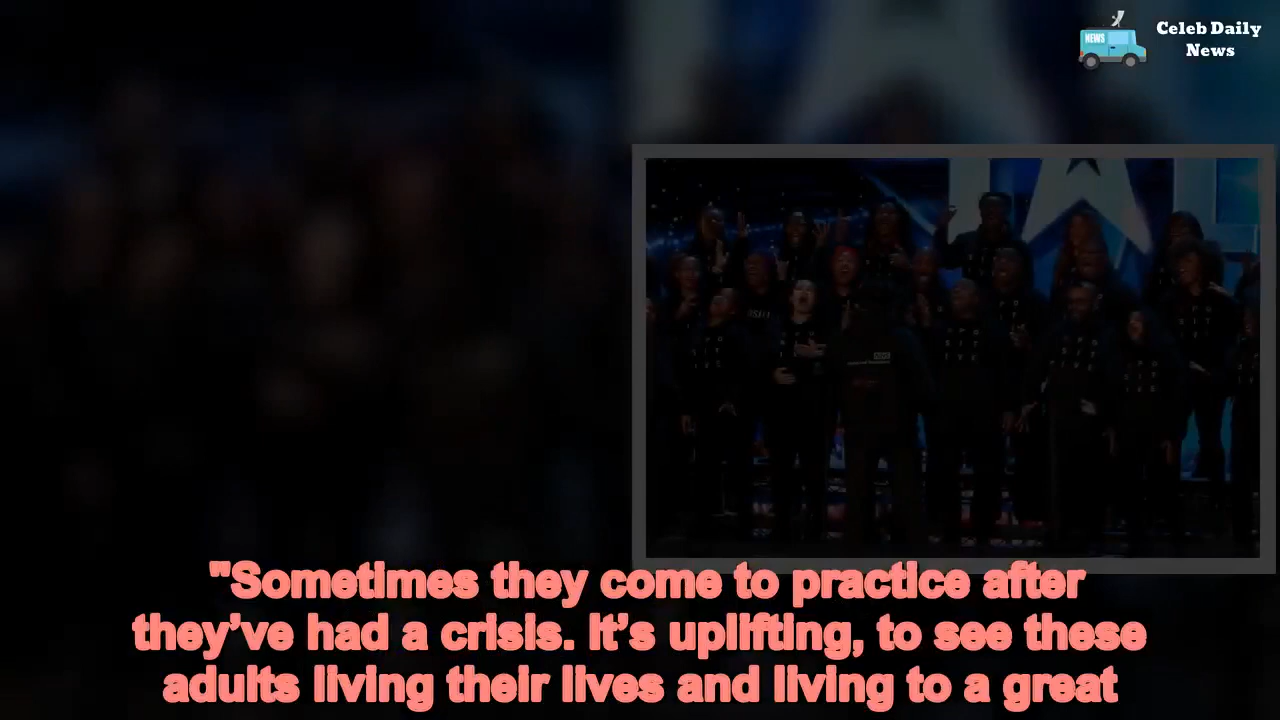 NEWS
Celeb Daily
News
"Sometimes they come to practice after
they’ve had a crisis. It’s uplifting, to see these
adults living their lives and living to a great